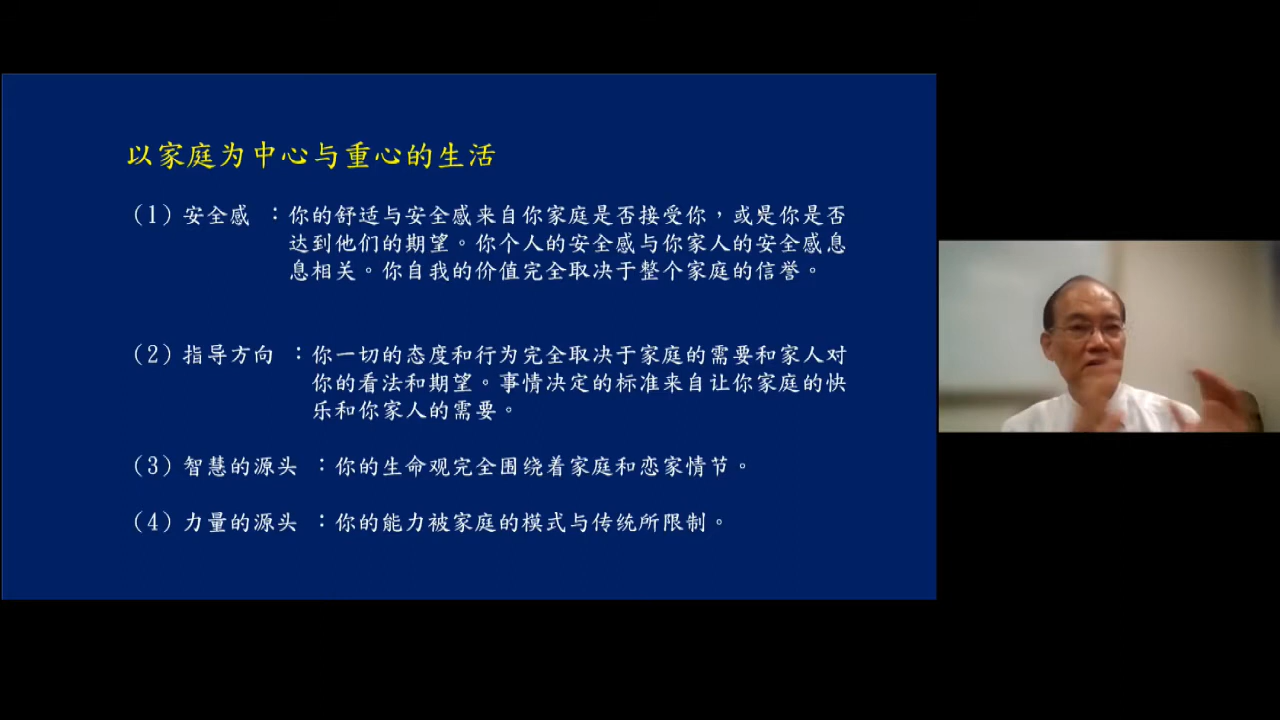 以家庭为中心与重心的生活
（1）安全感 ：你的舒适与安全感来自你家庭是否接受你，或是你是否
达到他们的期望。你个人的安全感与你家人的安全感息
息相关。你自我的价值完全取决于整个家庭的信誉。
（2）指导方向 ：你一切的态度和行为完全取决于家庭的需要和家人对
你的看法和期望。事情决定的标准来自让你家庭的快
乐和你家人的需要。
（3）智慧的源头 ：你的生命观完全围绕着家庭和恋家情节。
（4）力量的源头 ：你的能力被家庭的模式与传统所限制。